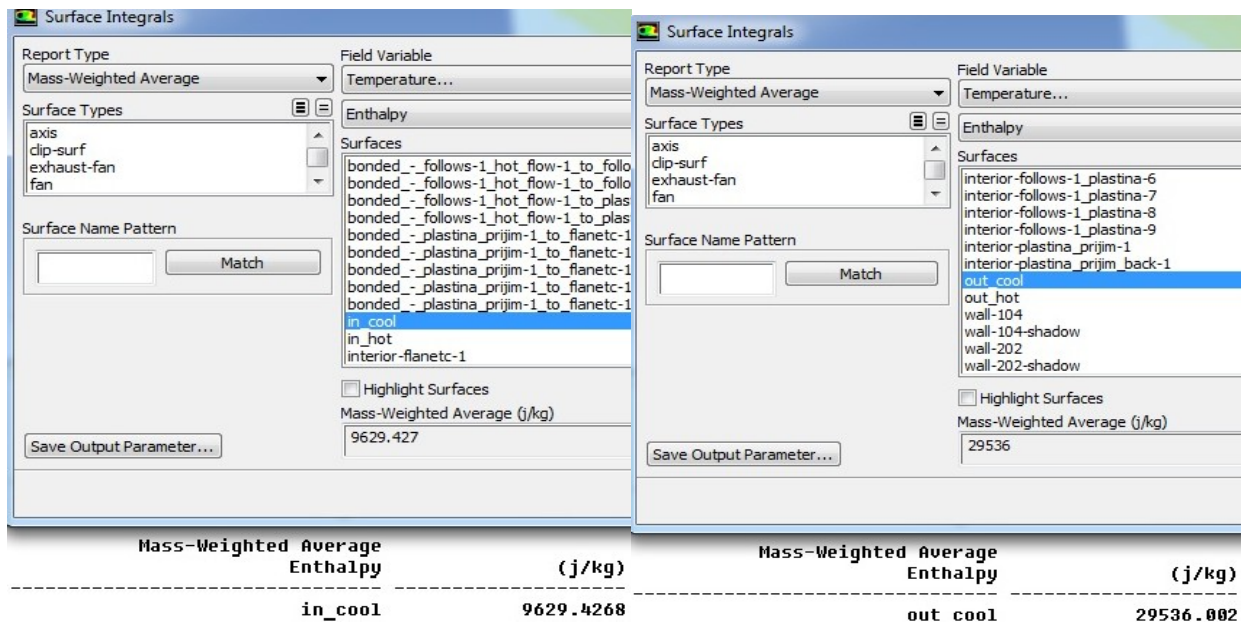 Surface Integrals
Report Type
Mass-Weighted Average
Field Variable
Temperature...
Surface Types
Enthalpy
axis
clip-surf
exhaust-fan
fan
Surfaces
bonded_-_follows-1_hot_flow-1_to_follo
bonded_-_follows-1_hot_flow-1_to_follo
bonded_-_follows-1_hot_flow-1_to_plas
bonded_-_follows-1_hot_flow-1_to_plas
bonded_-_plastina_prijim-1_to_flanetc-1
bonded_-_plastina_prijim-1_to_flanetc-1
bonded_-_plastina_prijim-1_to_flanetc-1
bonded_-_plastina_prijim-1_to_flanetc-1
bonded_-_plastina_prijim-1_to_flanetc-1
in_cool
in_hot
interior-flanetc-1
Surface Name Pattern
Match
Highlight Surfaces
Mass-Weighted Average (j/kg)
9629.427
Save Output Parameter...
Mass-Weighted Average
Enthalpy (j/kg)
in_cool 9629.4268
Surface Integrals
Report Type
Mass-Weighted Average
Field Variable
Temperature...
Surface Types
Enthalpy
axis
clip-surf
exhaust-fan
fan
Surfaces
interior-follows-1_plastina-6
interior-follows-1_plastina-7
interior-follows-1_plastina-8
interior-follows-1_plastina-9
interior-plastina_prijim-1
interior-plastina_prijim_back-1
out_cool
out_hot
wall-104
wall-104-shadow
wall-202
wall-202-shadow
Surface Name Pattern
Match
Highlight Surfaces
Mass-Weighted Average (j/kg)
29536
Save Output Parameter...
Mass-Weighted Average
Enthalpy (j/kg)
out_cool 29536.002